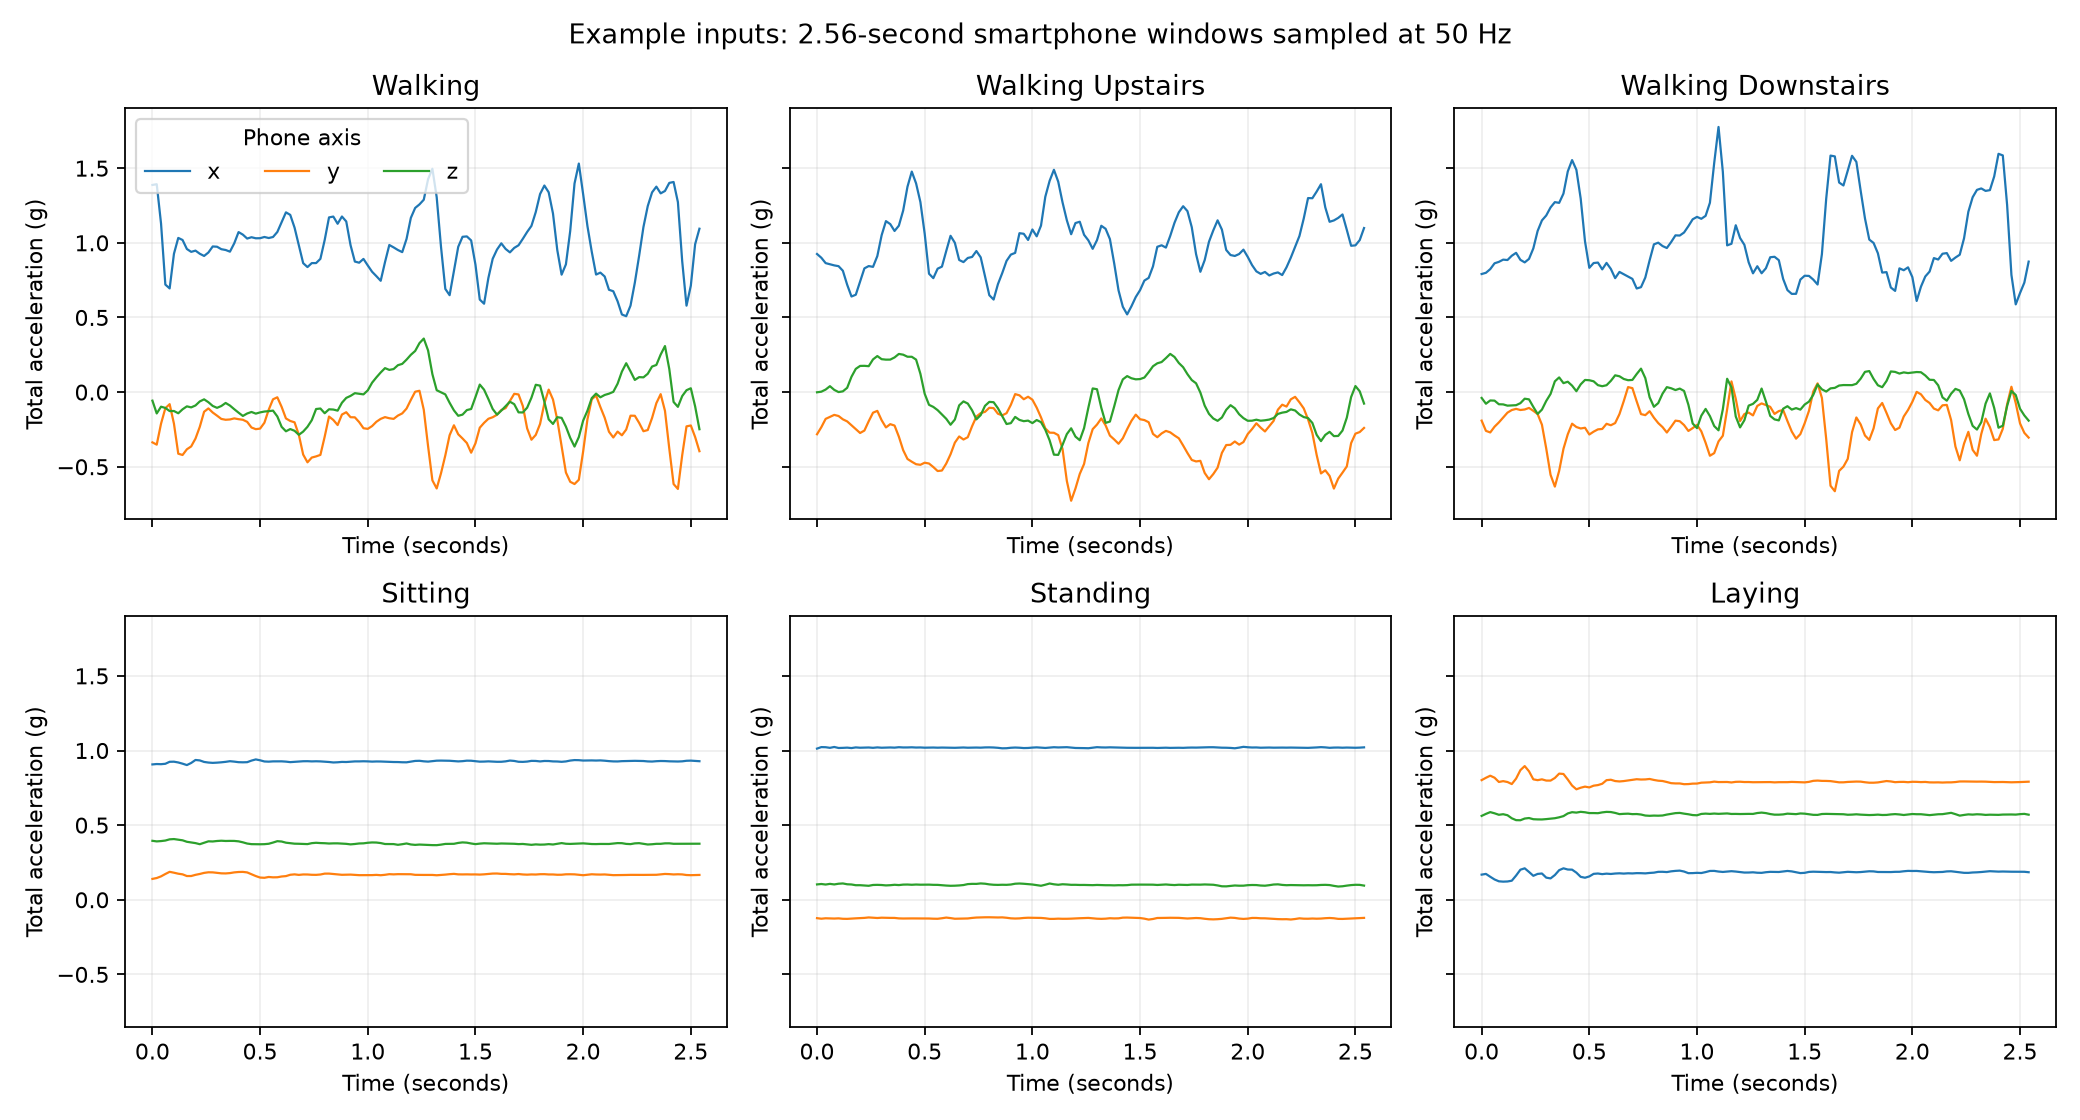 Example inputs: 2.56-second smartphone windows sampled at 50 Hz
Walking
Walking Upstairs
Walking Downstairs
Phone axis
x y z
Total acceleration (g)
1.5
1.0
0.5
0.0
−0.5
Time (seconds)
Total acceleration (g)
Time (seconds)
Total acceleration (g)
Time (seconds)
Sitting
Standing
Laying
Total acceleration (g)
1.5
1.0
0.5
0.0
−0.5
0.0 0.5 1.0 1.5 2.0 2.5
Time (seconds)
Total acceleration (g)
0.0 0.5 1.0 1.5 2.0 2.5
Time (seconds)
Total acceleration (g)
0.0 0.5 1.0 1.5 2.0 2.5
Time (seconds)